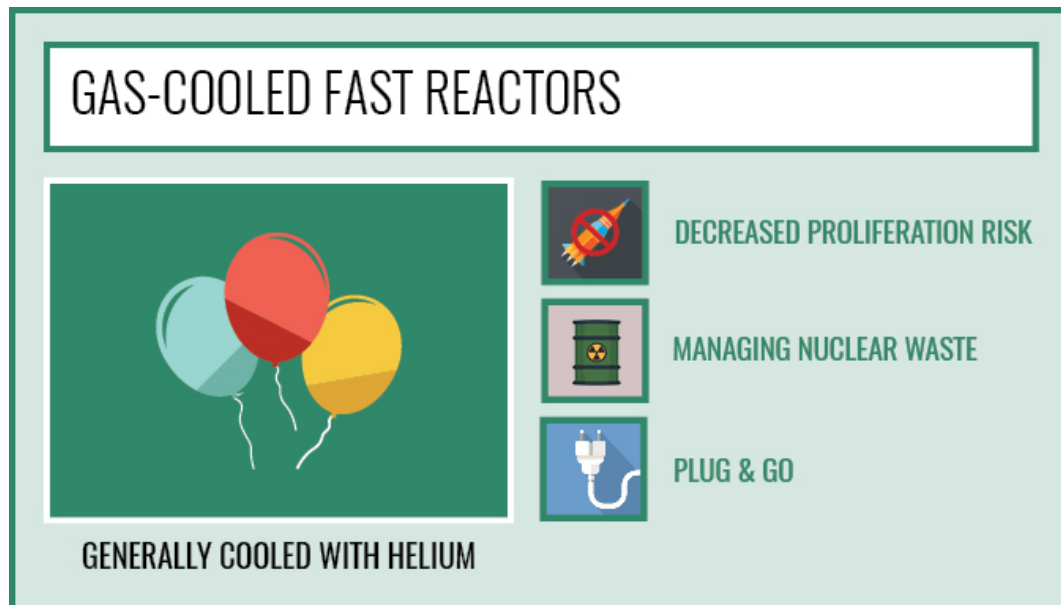 GAS-COOLED FAST REACTORS
DECREASED PROLIFERATION RISK
MANAGING NUCLEAR WASTE
PLUG & GO
GENERALLY COOLED WITH HELIUM